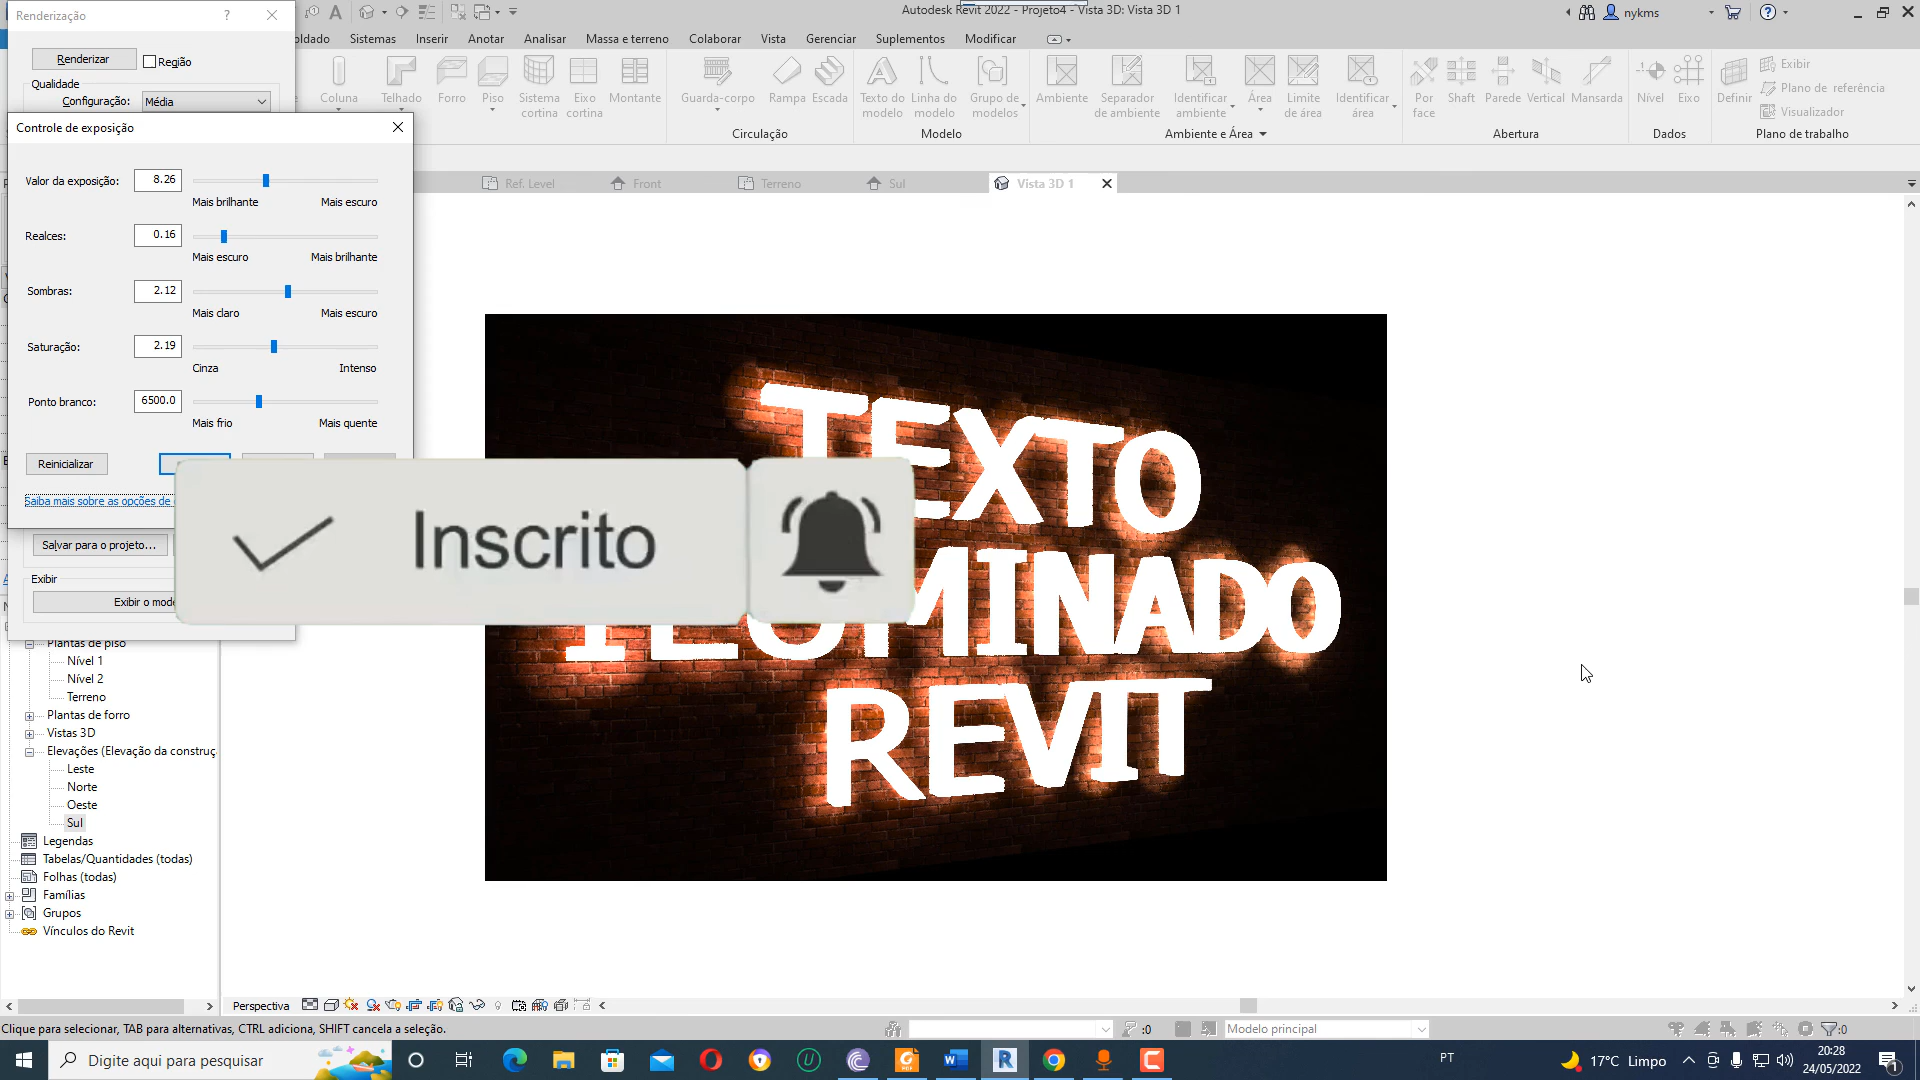 Renderização
?
Autodesk Revit 2022 - Projeto4 - Vista 3D: Vista 3D 1
nykms
Sistemas
Inserir
Anotar
Analisar
Massa e terreno
Colaborar
Vista
Gerenciar
Suplementos
Modificar
Renderizar
Região
Qualidade
Configuração:
Média
Coluna
Telhado
Forro
Piso
Sistema cortina
Eixo cortina
Montante
Guarda-corpo
Rampa
Escada
Texto do modelo
Linha do modelo
Grupo de modelos
Ambiente
Separador de ambiente
Identificar ambiente
Área
Limite de área
Identificar área
Por face
Shaft
Parede
Vertical
Mansarda
Nível
Eixo
Definir
Exibir
Plano de referência
Visualizador
Circulação
Modelo
Ambiente e Área
Abertura
Dados
Plano de trabalho
Controle de exposição
Valor da exposição:
8.26
Mais brilhante
Mais escuro
Realces:
0.16
Mais escuro
Mais brilhante
Sombras:
2.12
Mais claro
Mais escuro
Saturação:
2.19
Cinza
Intenso
Ponto branco:
6500.0
Mais frio
Mais quente
Reinicializar
Saiba mais sobre as opções de
Salvar para o projeto...
Exibir
Ref. Level
Front
Terreno
Sul
Vista 3D 1
TEXTO
ILUMINADO
REVIT
Inscrito
Plantas de piso
Nível 1
Nível 2
Terreno
Plantas de forro
Vistas 3D
Elevações (Elevação da construç
Leste
Norte
Oeste
Sul
Legendas
Tabelas/Quantidades (todas)
Folhas (todas)
Famílias
Grupos
Vínculos do Revit
Perspectiva
Clique para selecionar, TAB para alternativas, CTRL adiciona, SHIFT cancela a seleção.
:0
Modelo principal
:0
Digite aqui para pesquisar
PT
17°C Limpo
20:28
24/05/2022
1